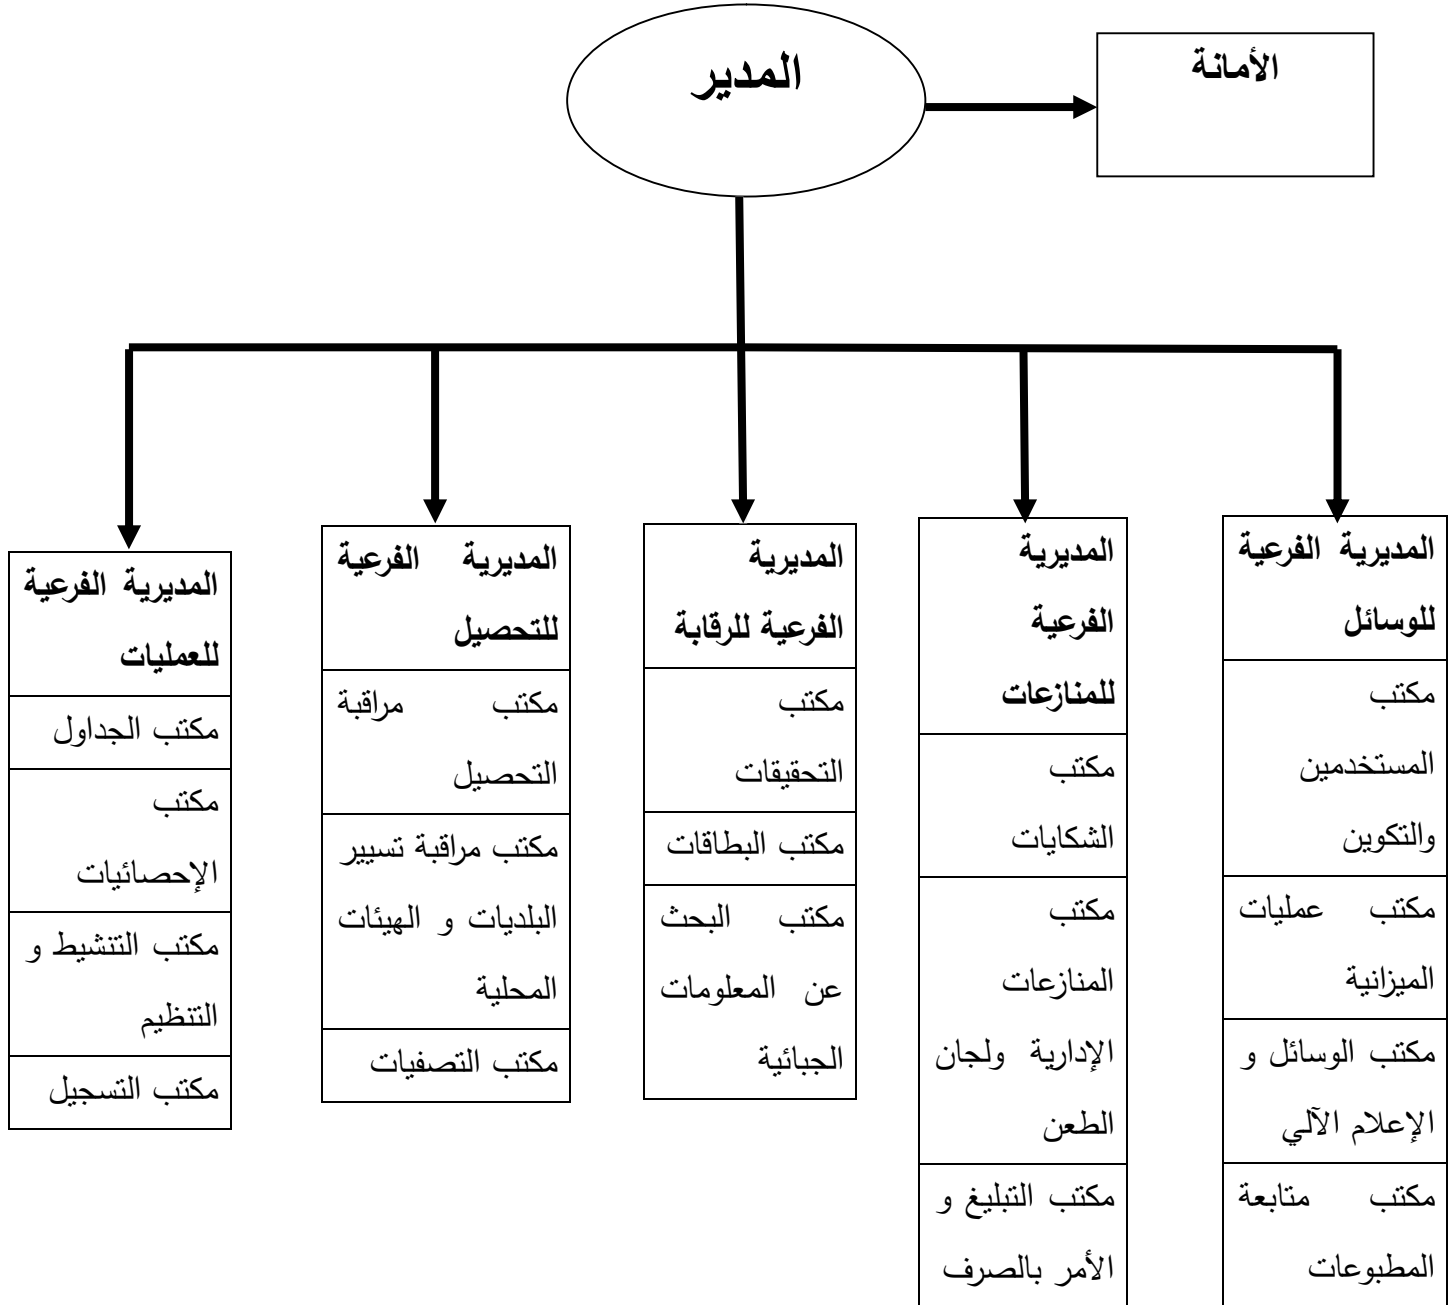 المدير
الأمانة
المديرية الفرعية
للوسائل
مكتب
المستخدمين
والتكوين
مكتب عمليات
الميزانية
مكتب الوسائل و
الإعلام الآلي
مكتب متابعة
المطبوعات
المديرية
الفرعية
للمنازعات
مكتب
الشكايات
مكتب
المنازعات
الإدارية ولجان
الطعن
مكتب التبليغ و
الأمر بالصرف
المديرية
الفرعية للرقابة
مكتب
التحقيقات
مكتب البطاقات
مكتب البحث
عن المعلومات
الجبائية
المديرية الفرعية
للتحصيل
مكتب مراقبة
التحصيل
مكتب مراقبة تسيير
البلديات و الهيئات
المحلية
مكتب التصفيات
المديرية الفرعية
للعمليات
مكتب الجداول
مكتب
الإحصائيات
مكتب التنشيط و
التنظيم
مكتب التسجيل